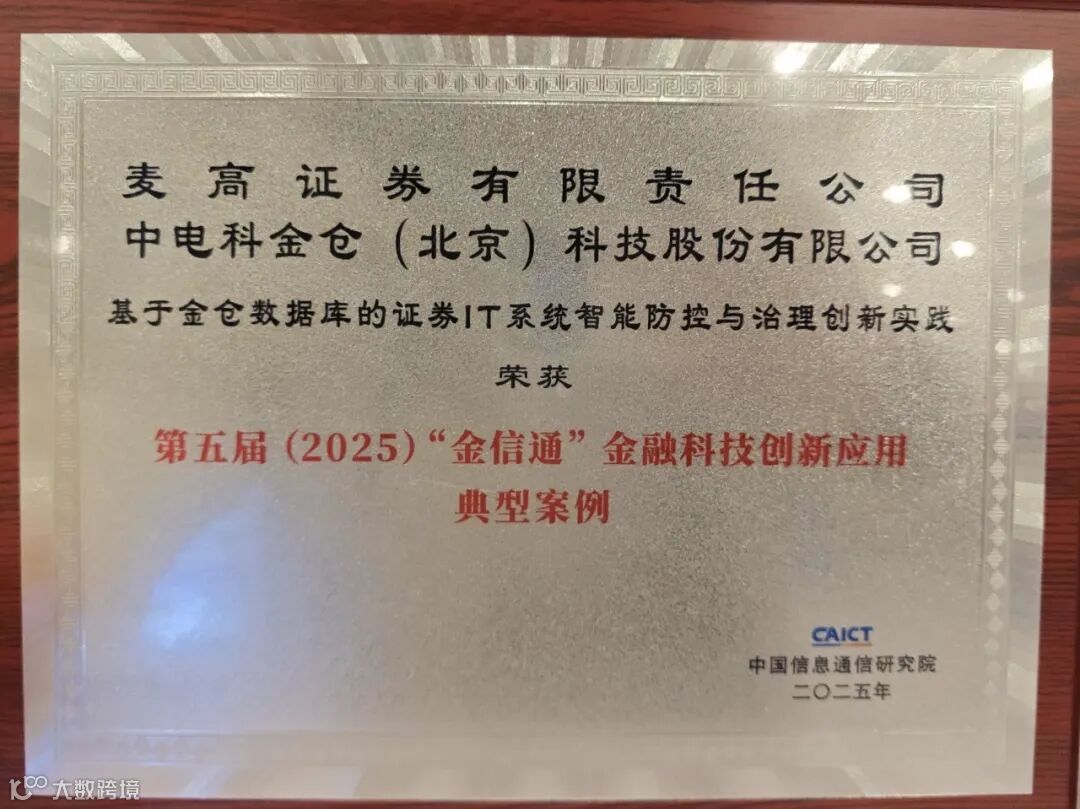 麦高证券有限责任公司
中电科金仓（北京）科技股份有限公司
基于金仓数据库的证券IT系统智能防控与治理创新实践
荣获
第五届（2025）“金信通”金融科技创新应用
典型案例
CAICT
中国信息通信研究院
二〇二五年
大数跨境